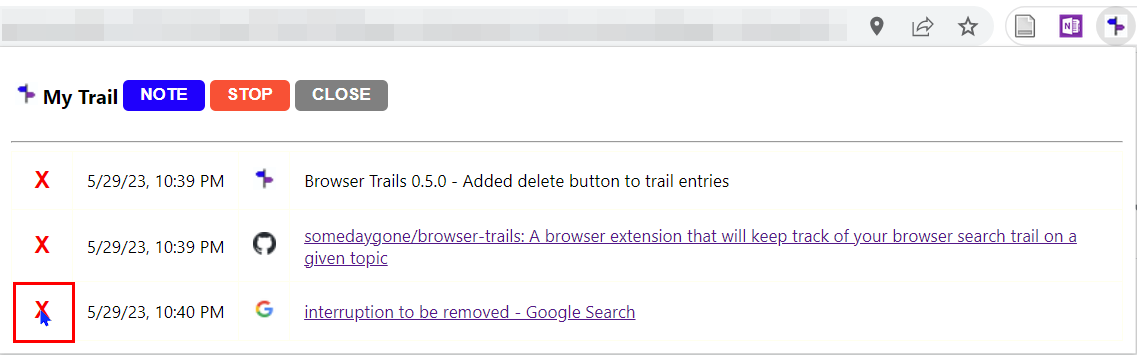 My Trail NOTE STOP CLOSE
X 5/29/23, 10:39 PM Browser Trails 0.5.0 - Added delete button to trail entries
X 5/29/23, 10:39 PM somedaygone/browser-trails: A browser extension that will keep track of your browser search trail on a
given topic
X 5/29/23, 10:40 PM interruption to be removed - Google Search